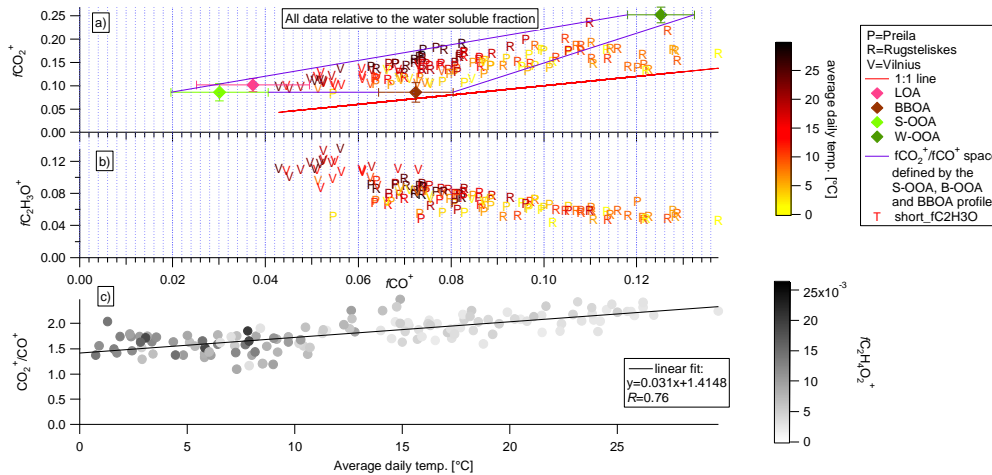 a)
All data relative to the water soluble fraction
fCO2+
0.25
0.20
0.15
0.10
0.05
0.00
b)
fC2H3O+
0.12
0.08
0.04
0.00
0.00
0.02
0.04
0.06
0.08
0.10
0.12
fCO+
c)
CO2+/CO+
2.0
1.5
1.0
0.5
0.0
0
5
10
15
20
25
Average daily temp. [°C]
linear fit:
y=0.031x+1.4148
R=0.76
25
20
15
10
5
0
average daily temp. [°C]
P=Preila
R=Rugsteliskes
V=Vilnius
1:1 line
LOA
BBOA
S-OOA
W-OOA
fCO2+/fCO+ space
defined by the
S-OOA, B-OOA
and BBOA profile
T short_fC2H3O
25x10-3
20
15
10
5
0
fC2H4O2+